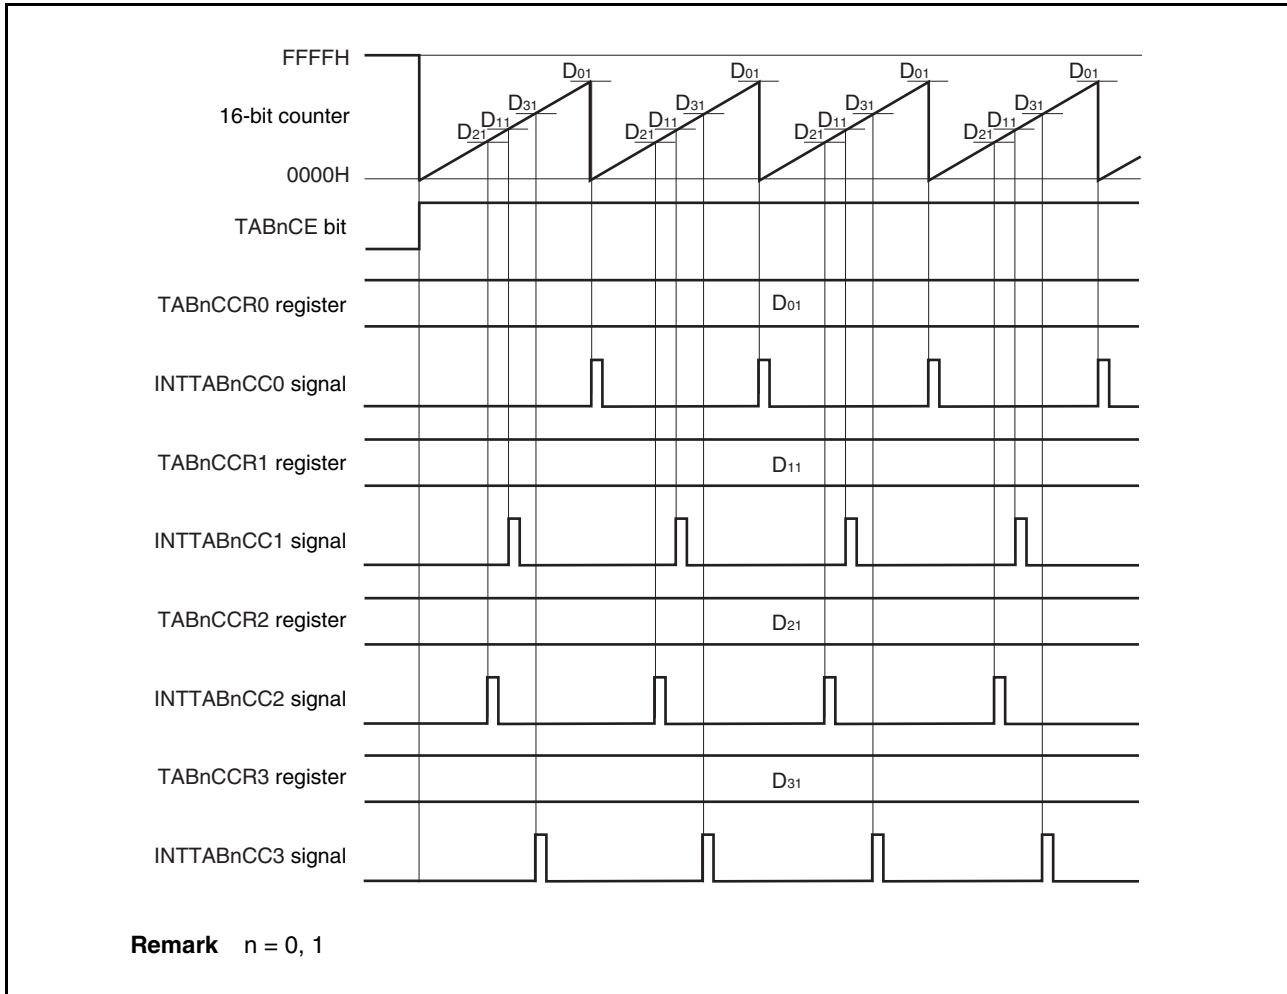 FFFFH
D01 D01 D01 D01
D31 D31 D31 D31
16-bit counter
D11 D11 D11 D11
D21 D21 D21 D21
0000H
TABnCE bit
TABnCCR0 register D01
INTTABnCC0 signal
TABnCCR1 register D11
INTTABnCC1 signal
TABnCCR2 register D21
INTTABnCC2 signal
TABnCCR3 register D31
INTTABnCC3 signal
Remark n = 0, 1